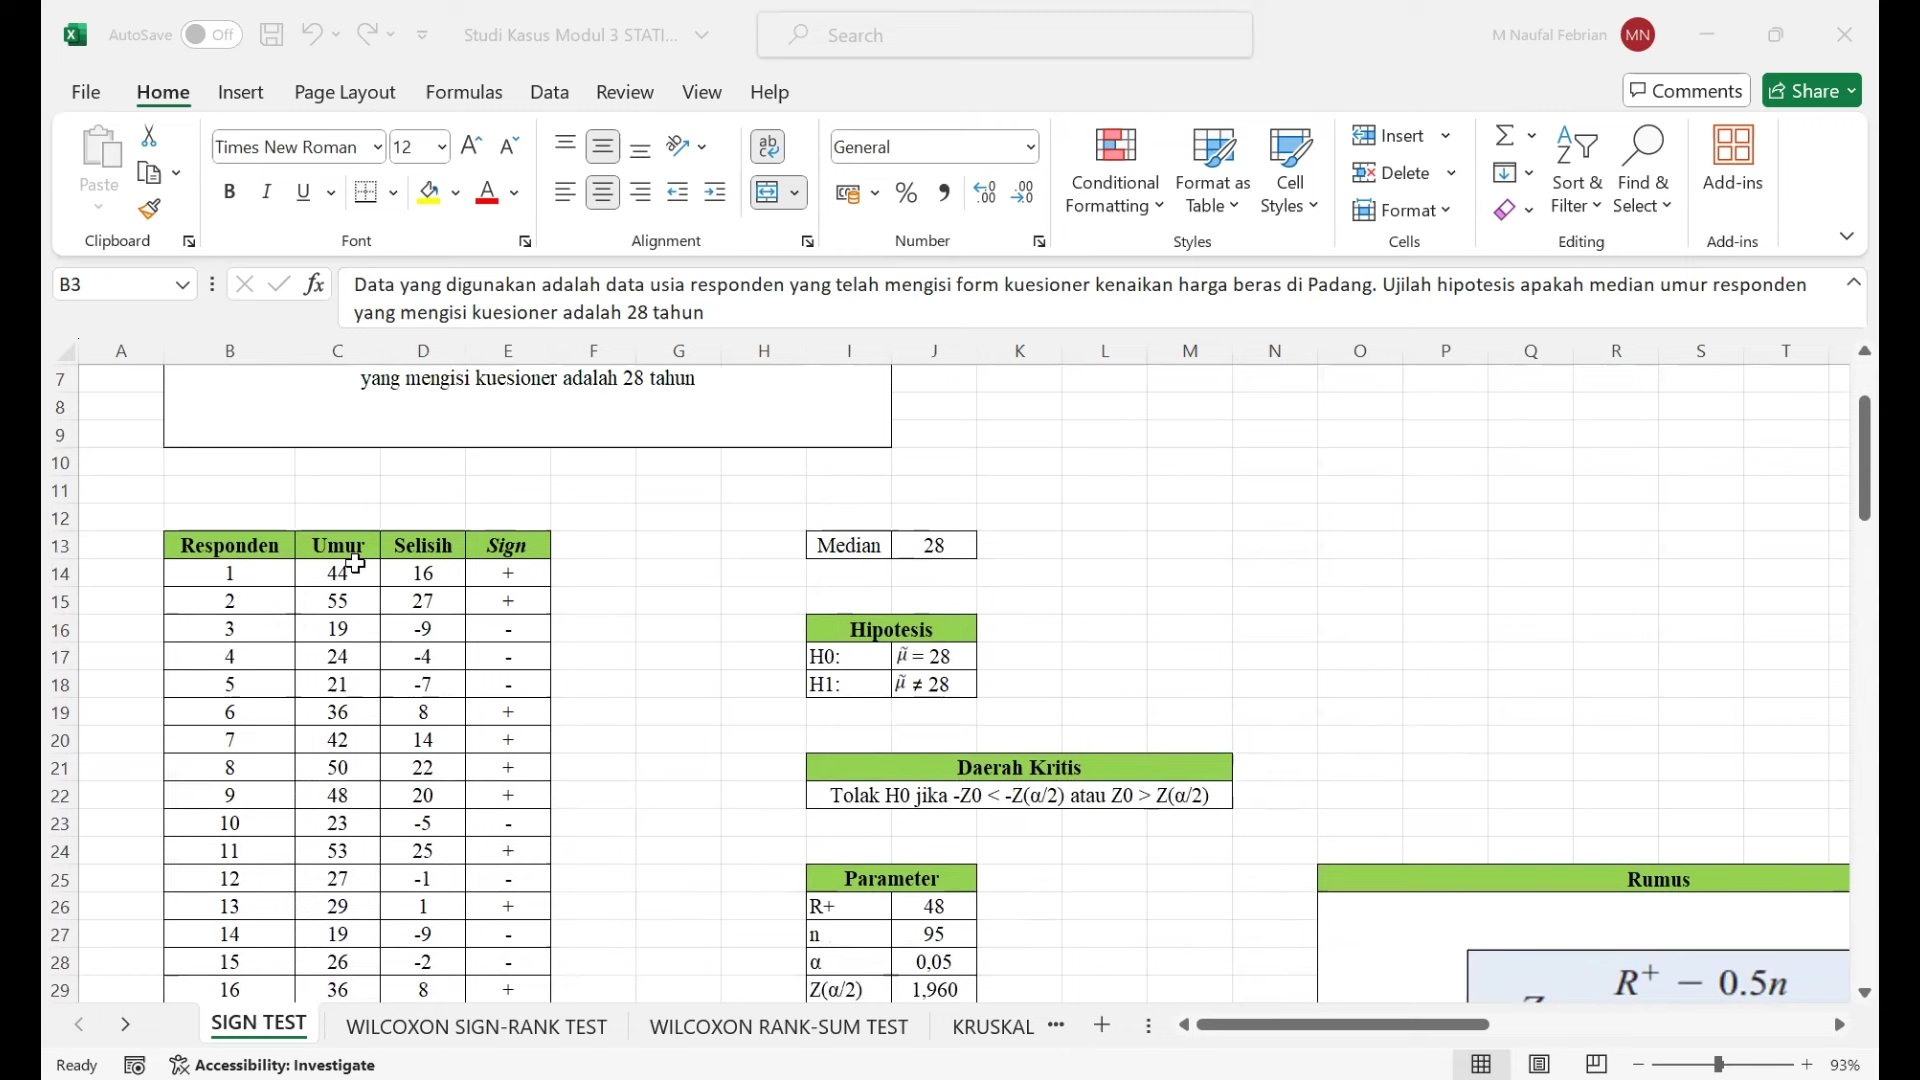 AutoSave Off Studi Kasus Modul 3 STATI... Search M Naufal Febrian MN
File Home Insert Page Layout Formulas Data Review View Help Comments Share
Paste Times New Roman 12 General Conditional Formatting Format as Table Cell Styles Insert Delete Format Sort & Filter Find & Select Add-ins
B I U
Clipboard Font Alignment Number Styles Cells Editing Add-ins
B3 fx Data yang digunakan adalah data usia responden yang telah mengisi form kuesioner kenaikan harga beras di Padang. Ujilah hipotesis apakah median umur responden
yang mengisi kuesioner adalah 28 tahun
A B C D E F G H I J K L M N O P Q R S T
7 yang mengisi kuesioner adalah 28 tahun
8
9
10
11
12
13 Responden Umur Selisih Sign Median 28
14 1 44 16 +
15 2 55 27 +
16 3 19 -9 - Hipotesis
17 4 24 -4 - H0: μ̃ = 28
18 5 21 -7 - H1: μ̃ ≠ 28
19 6 36 8 +
20 7 42 14 +
21 8 50 22 + Daerah Kritis
22 9 48 20 + Tolak H0 jika -Z0 < -Z(α/2) atau Z0 > Z(α/2)
23 10 23 -5 -
24 11 53 25 +
25 12 27 -1 - Parameter Rumus
26 13 29 1 + R+ 48
27 14 19 -9 - n 95
28 15 26 -2 - α 0,05
29 16 36 8 + Z(α/2) 1,960 R⁺ − 0.5n
SIGN TEST WILCOXON SIGN-RANK TEST WILCOXON RANK-SUM TEST KRUSKAL ...
Ready Accessibility: Investigate 93%